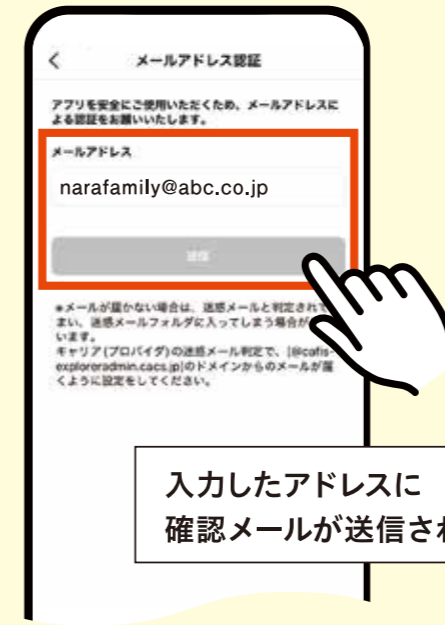 メールアドレス認証
アプリを安全にご使用いただくため、メールアドレスに
よる認証をお願いいたします。
メールアドレス
narafamily@abc.co.jp
送信
※メールが届かない場合は、迷惑メールと判定されて
まい、迷惑メールフォルダに入ってしまう場合が
います。
キャリア(プロバイダ)の迷惑メール判定で、[@cafis-
exploreradmin.cacs.jp]のドメインからのメールが届
くように設定をしてください。
入力したアドレスに
確認メールが送信され